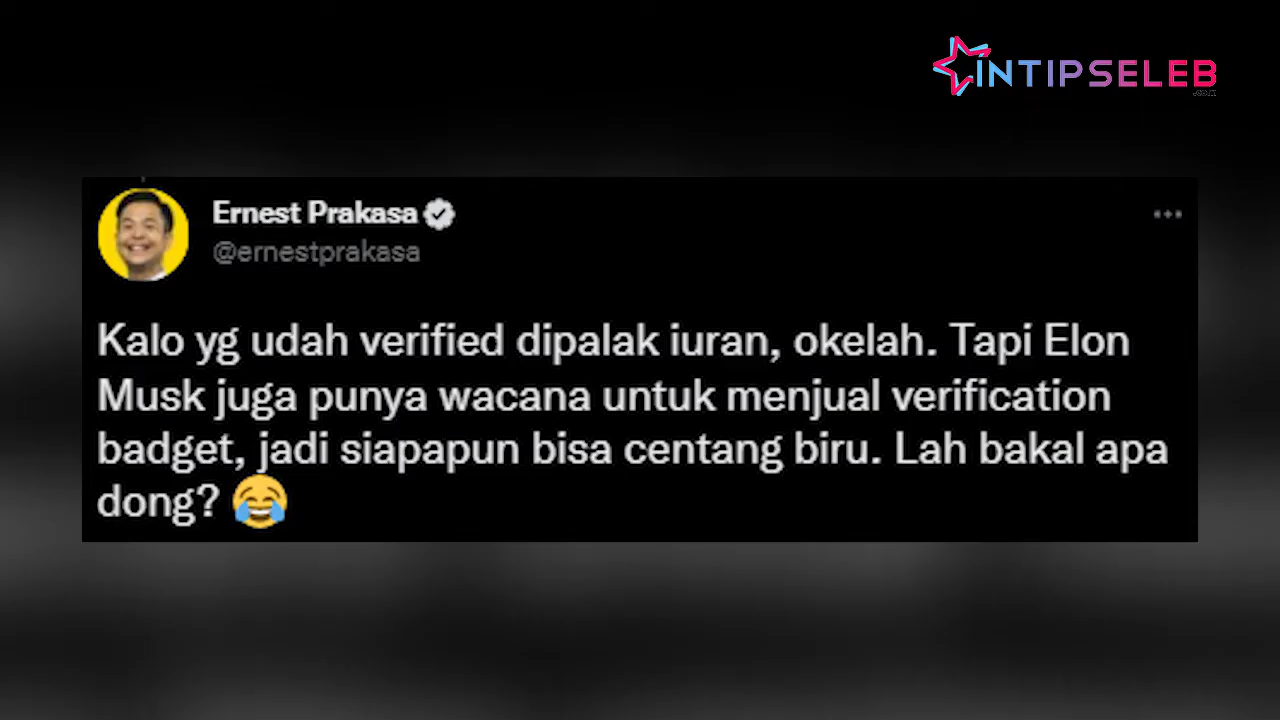 INTIPSELEB
.com
Ernest Prakasa
@ernestprakasa
Kalo yg udah verified dipalak iuran, okelah. Tapi Elon
Musk juga punya wacana untuk menjual verification
badget, jadi siapapun bisa centang biru. Lah bakal apa
dong? 😂